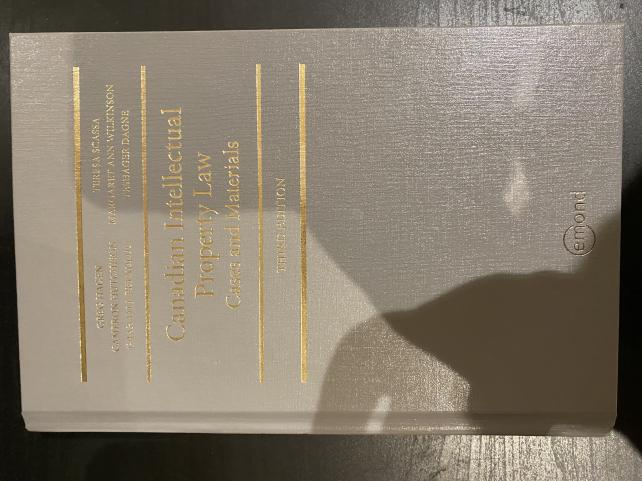 GREG HAGEN
CAMERON HUTCHISON
TERESA SCASSA
MARGARET ANN WILKINSON
TESHAGER DAGNE
Canadian Intellectual
Property Law
Cases and Materials
THIRD EDITION
emond